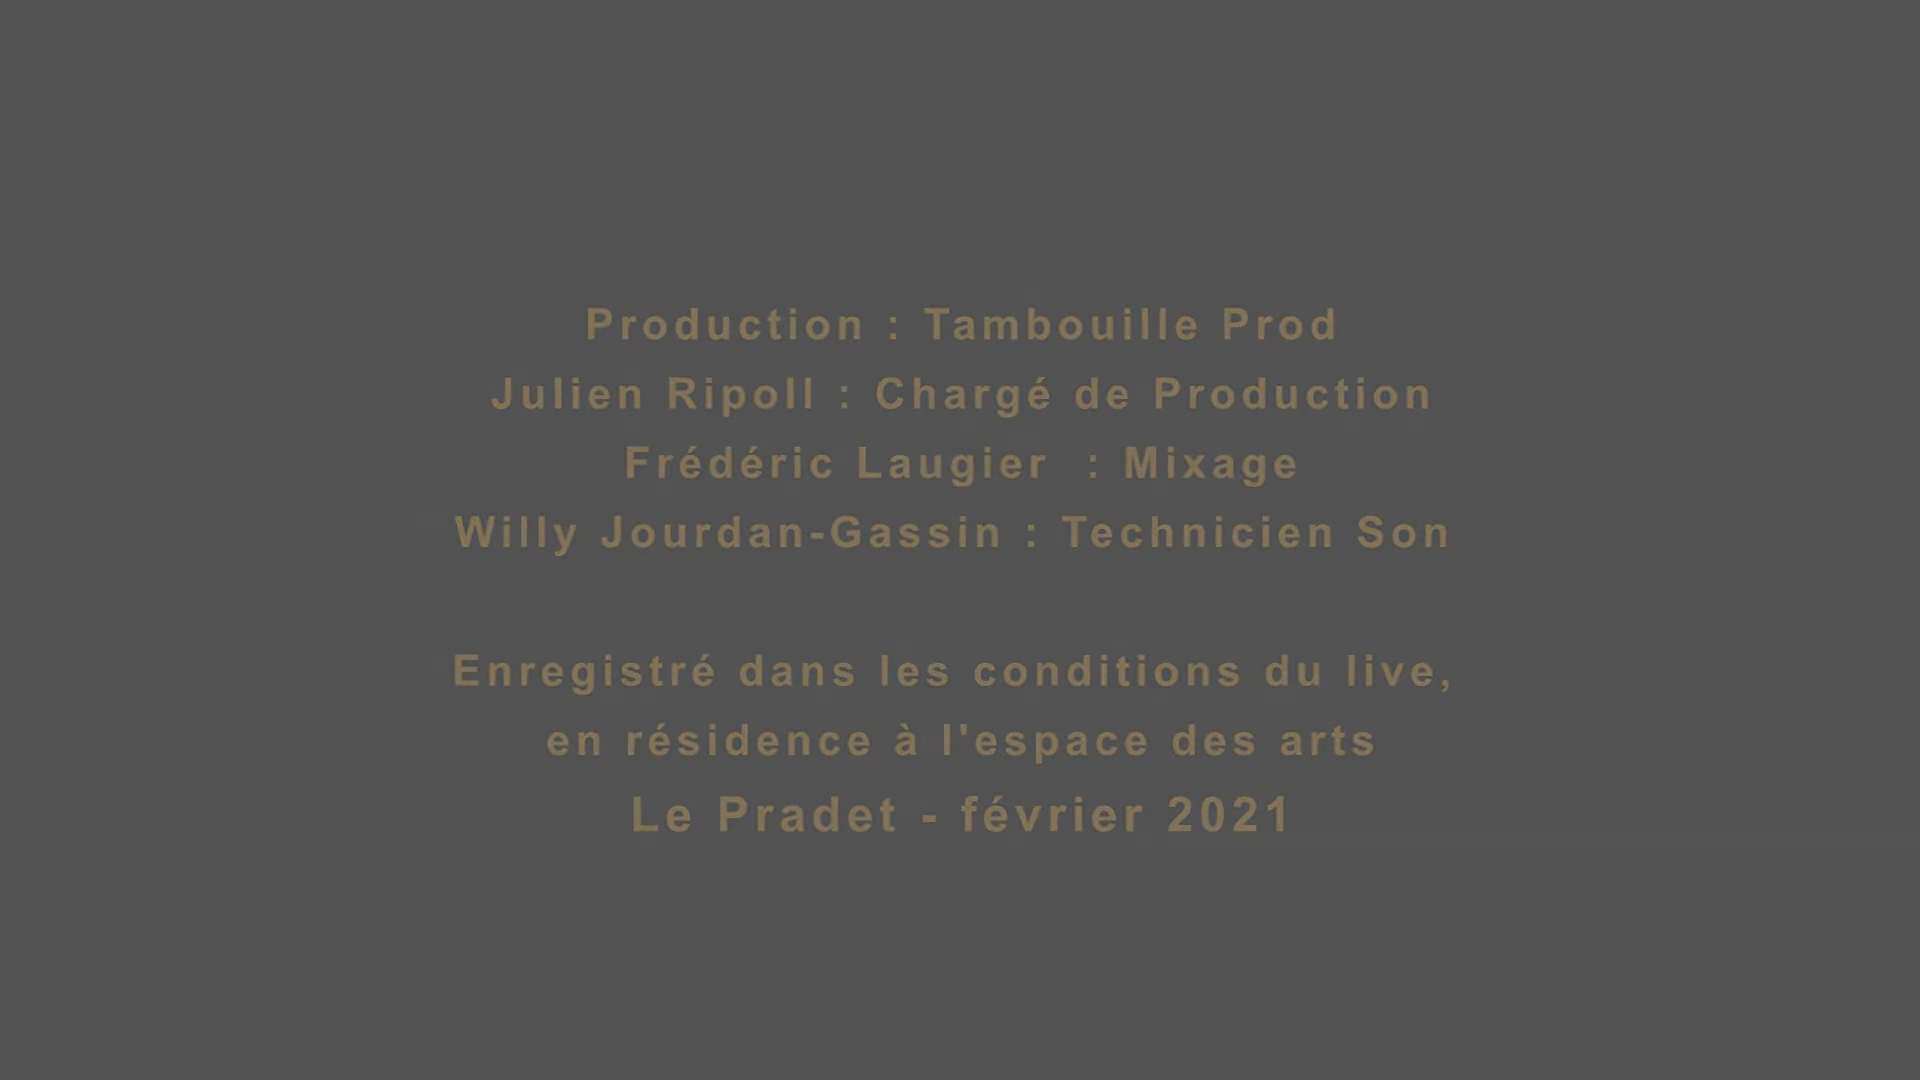 Production : Tambouille Prod
Julien Ripoll : Chargé de Production
Frédéric Laugier  : Mixage
Willy Jourdan-Gassin : Technicien Son
Enregistré dans les conditions du live,
en résidence à l'espace des arts
Le Pradet - février 2021